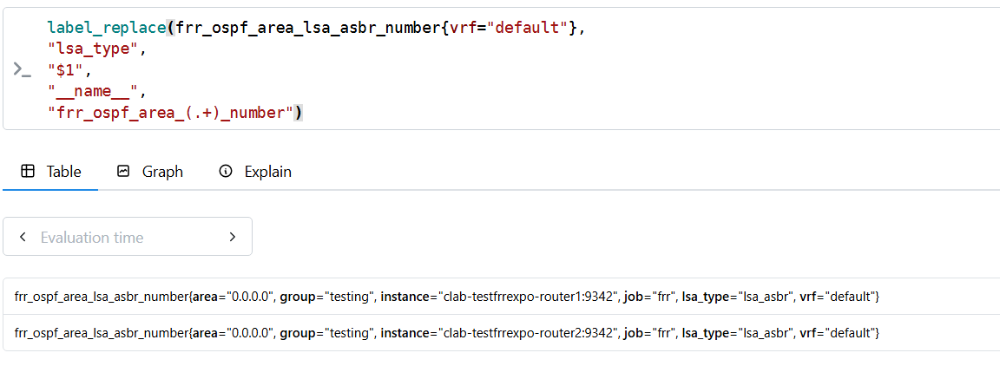 label_replace(frr_ospf_area_lsa_asbr_number{vrf="default"},
"lsa_type",
"$1",
"__name__",
"frr_ospf_area_(.+)_number")
Table Graph Explain
Evaluation time
frr_ospf_area_lsa_asbr_number{area="0.0.0.0", group="testing", instance="clab-testfrrexpo-router1:9342", job="frr", lsa_type="lsa_asbr", vrf="default"}
frr_ospf_area_lsa_asbr_number{area="0.0.0.0", group="testing", instance="clab-testfrrexpo-router2:9342", job="frr", lsa_type="lsa_asbr", vrf="default"}